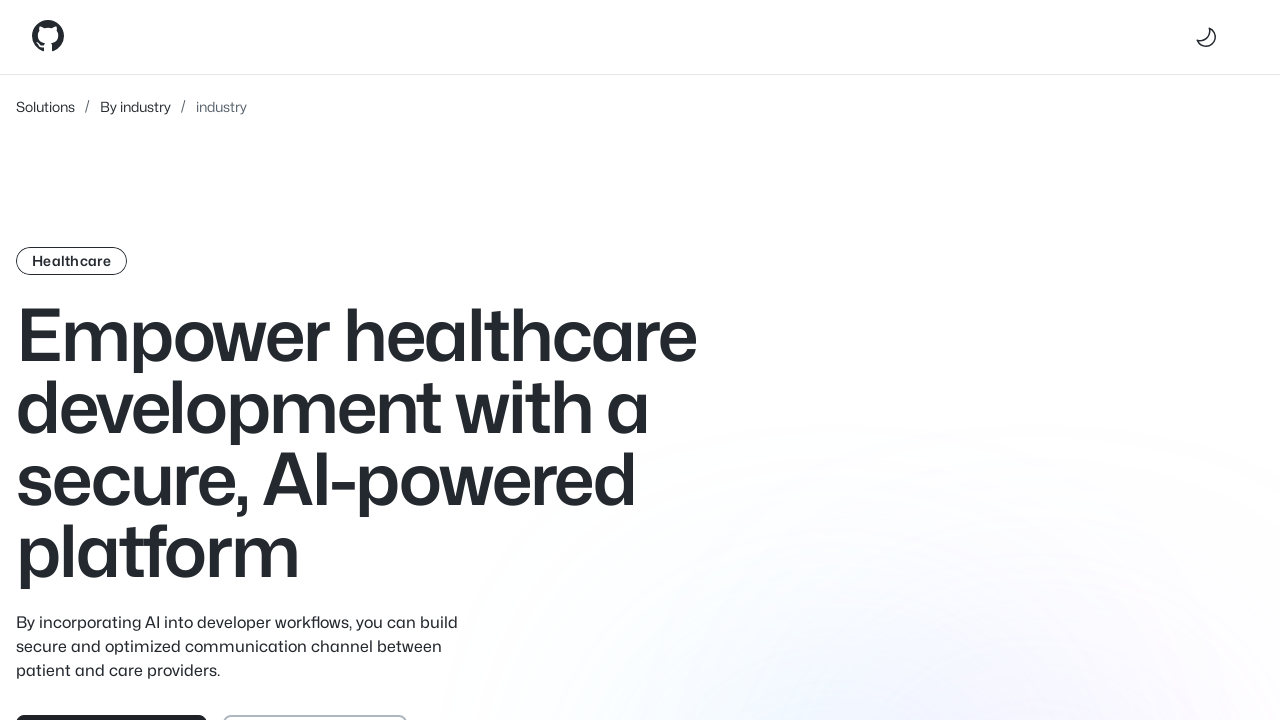 Solutions / By industry / industry
Healthcare
Empower healthcare
development with a
secure, AI-powered
platform
By incorporating AI into developer workflows, you can build
secure and optimized communication channel between
patient and care providers.